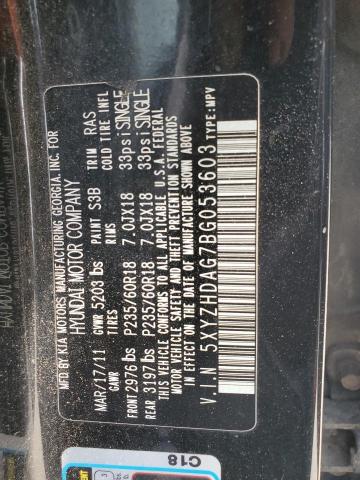 MFD. BY KIA MOTORS MANUFACTURING GEORGIA, INC. FOR
HYUNDAI MOTOR COMPANY
MAR/17/11 GVWR 5203 lbs PAINT S3B TRIM RAS
GAWR TIRES RIMS COLD TIRE INFL
FRONT 2976 lbs P235/60R18 7.0JX18 33psi SINGLE
REAR 3197 lbs P235/60R18 7.0JX18 33psi SINGLE
THIS VEHICLE CONFORMS TO ALL APPLICABLE U.S.A. FEDERAL
MOTOR VEHICLE SAFETY, BUMPER, AND THEFT PREVENTION STANDARDS
IN EFFECT ON THE DATE OF MANUFACTURE SHOWN ABOVE.
V.I.N 5XYZHDAG7BG053603 TYPE:MPV
C18